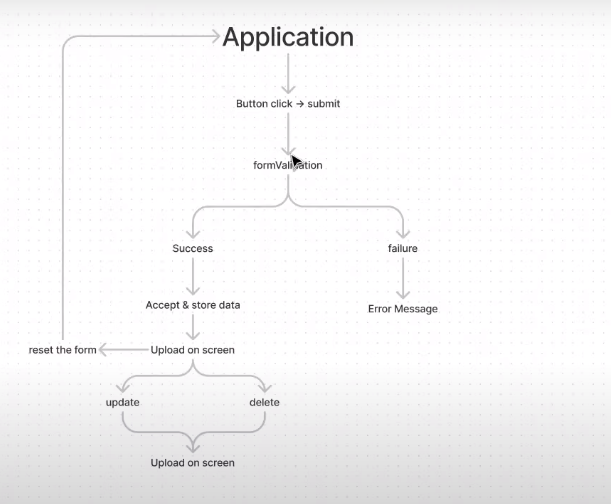 Application
Button click → submit
formValidation
Success
failure
Accept & store data
Error Message
reset the form
Upload on screen
update
delete
Upload on screen